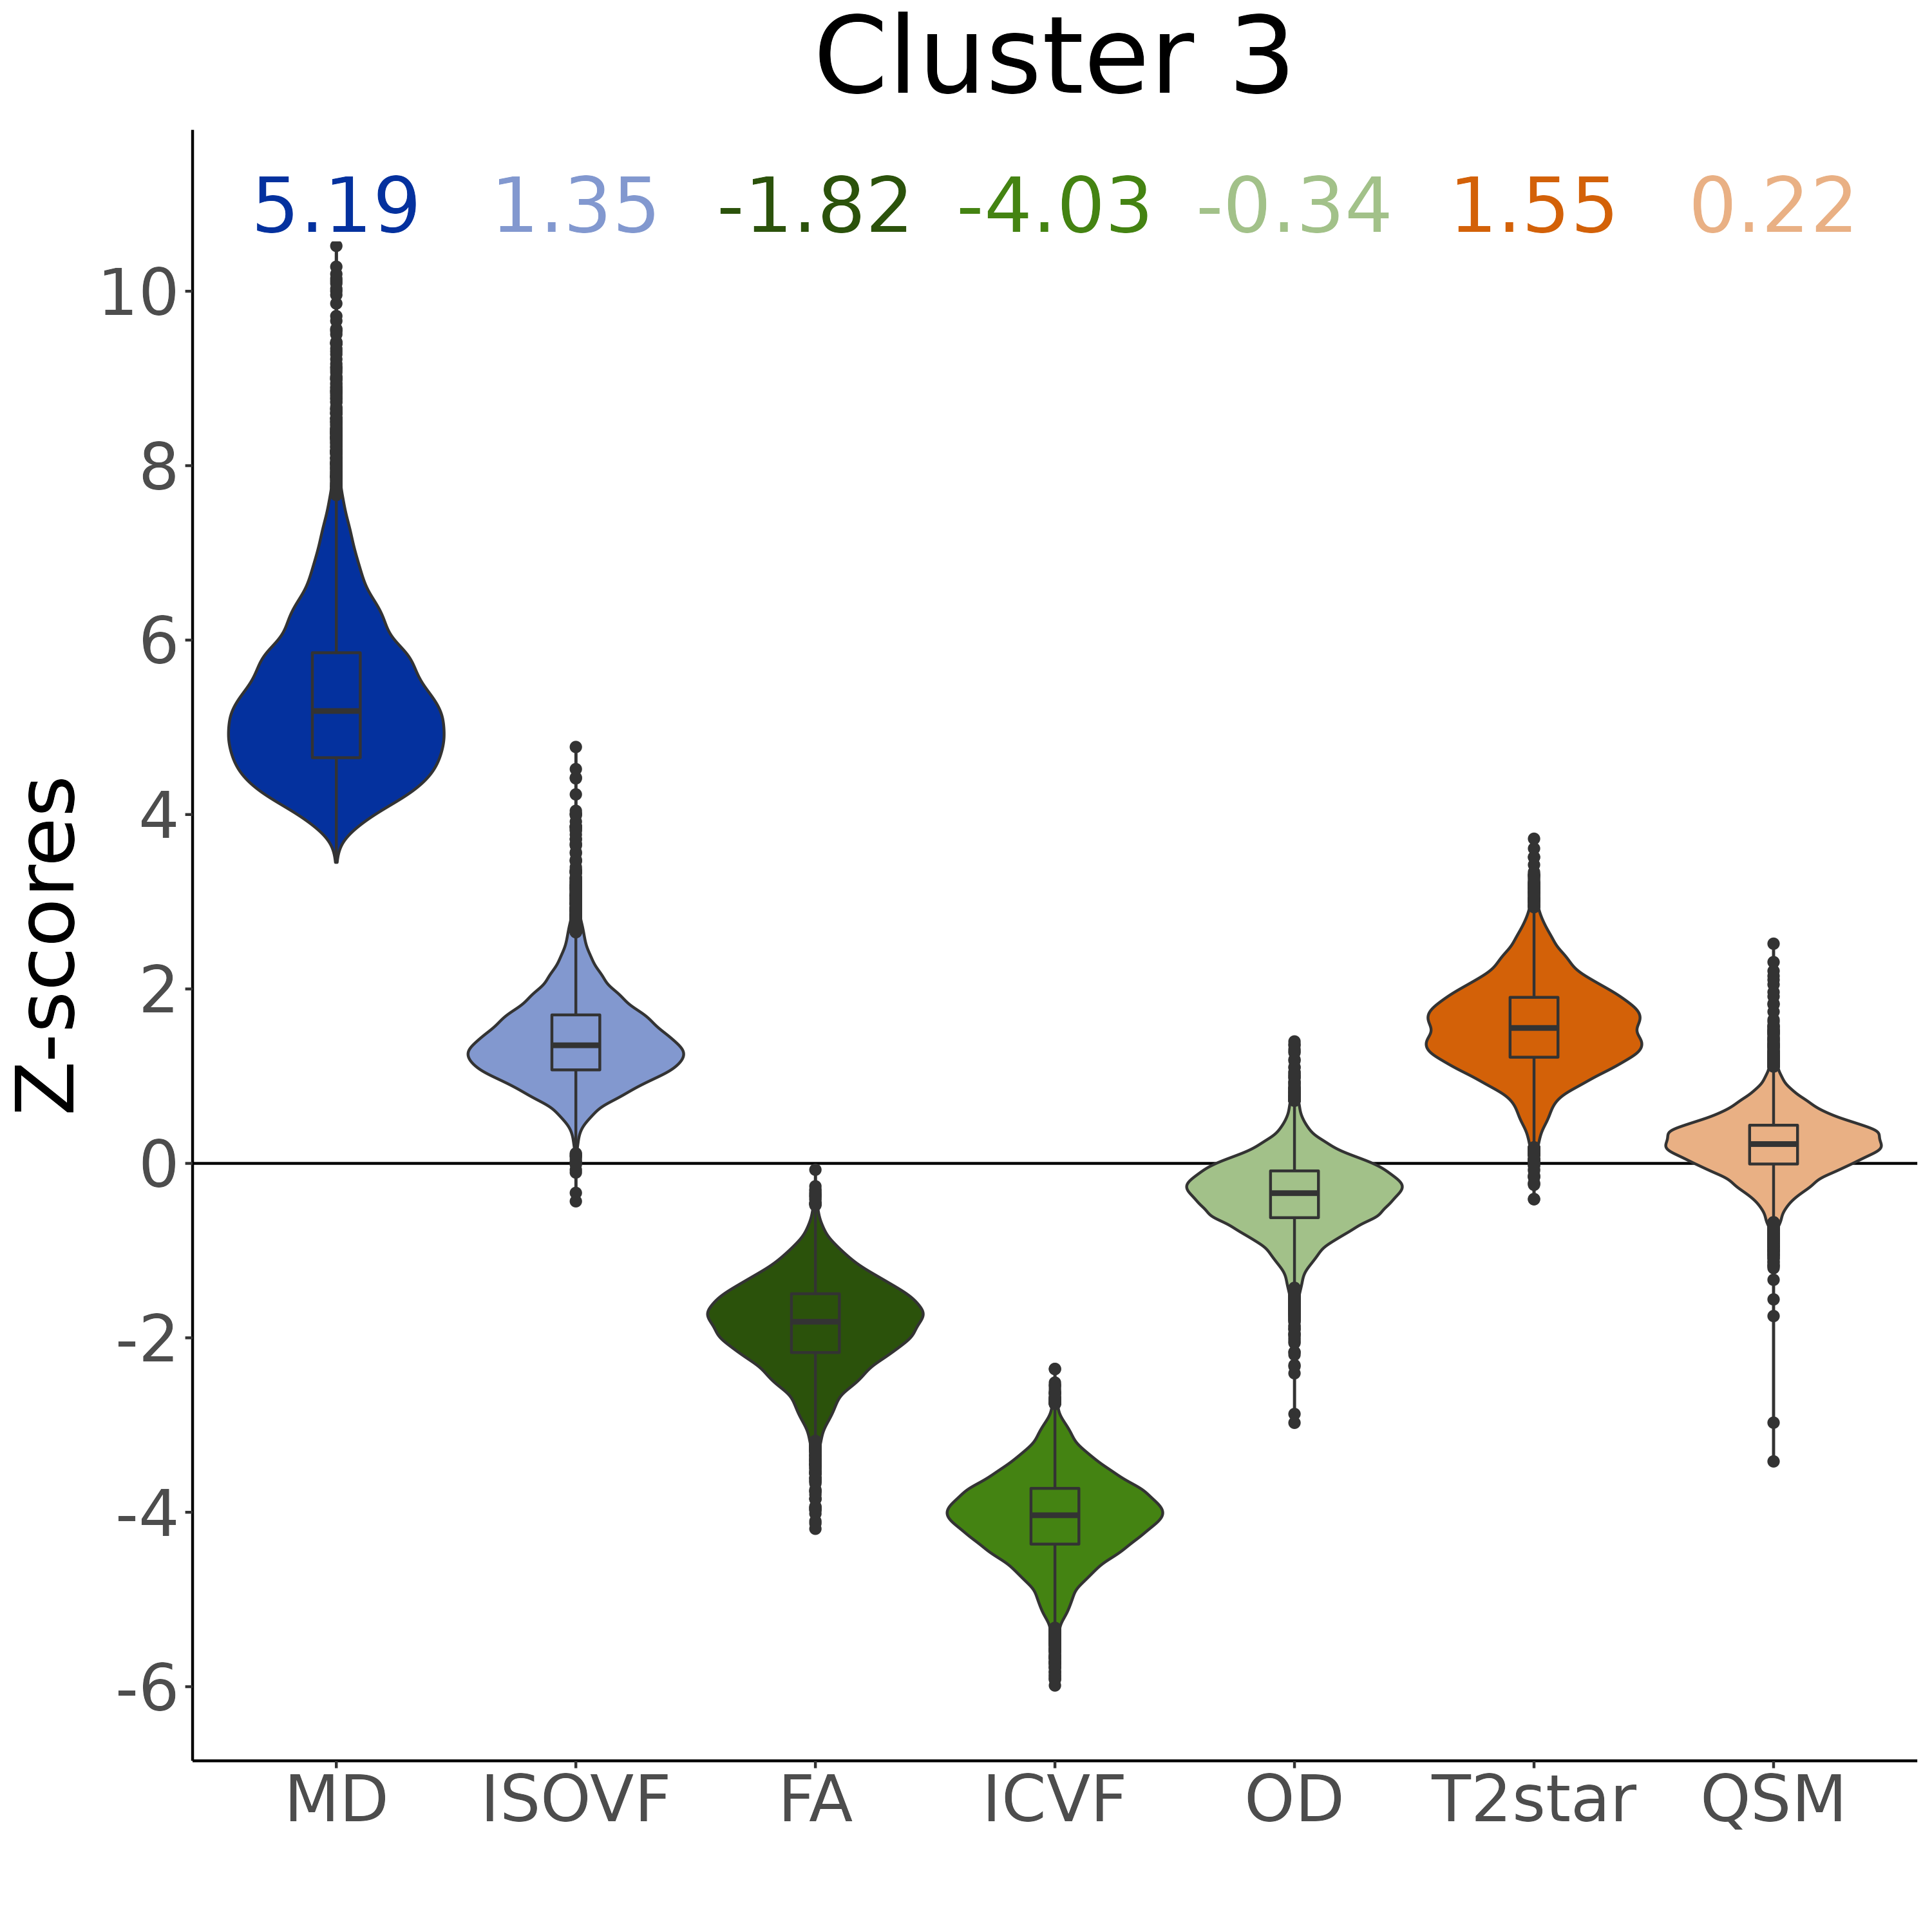 Cluster 3
5.19 1.35 -1.82 -4.03 -0.34 1.55 0.22
Z-scores
10
8
6
4
2
0
-2
-4
-6
MD ISOVF FA ICVF OD T2star QSM